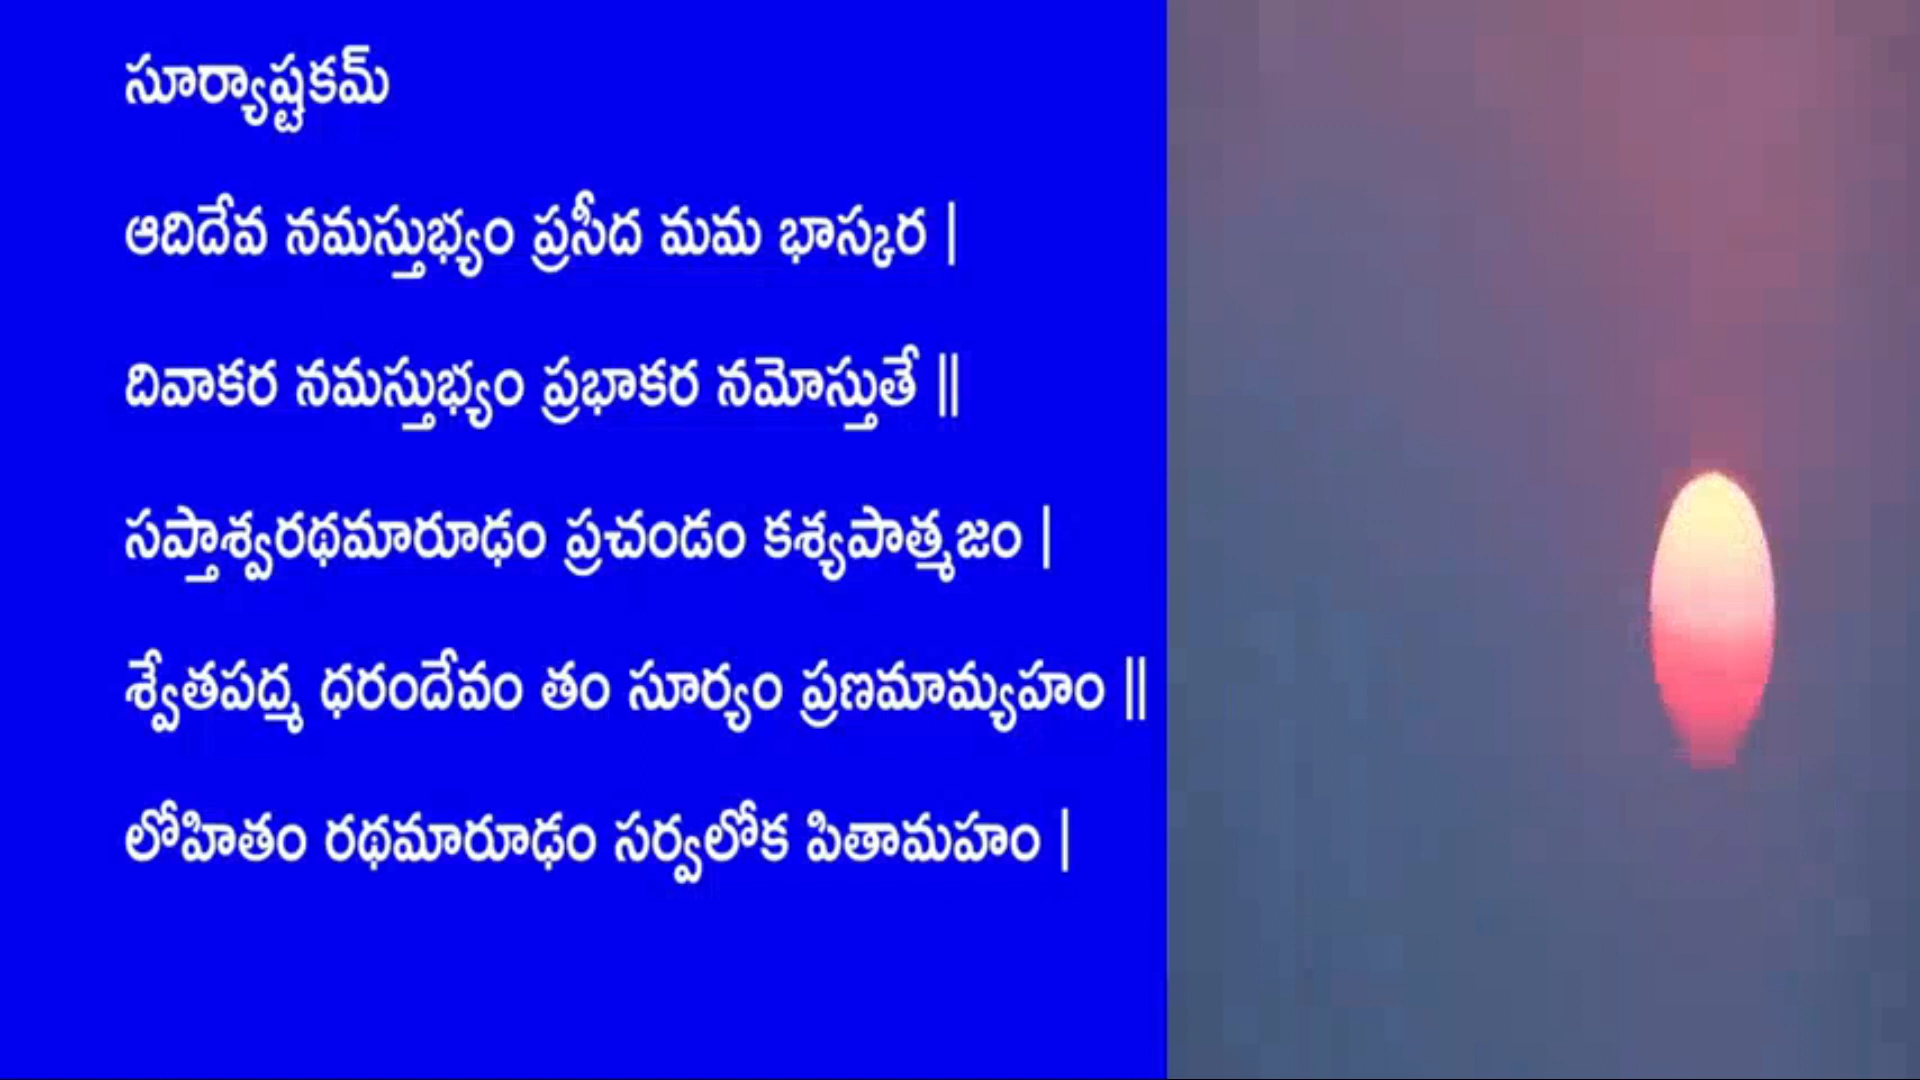 సూర్యాష్టకమ్
ఆదిదేవ నమస్తుభ్యం ప్రసీద మమ భాస్కర |
దివాకర నమస్తుభ్యం ప్రభాకర నమోస్తుతే ||
సప్తాశ్వరథమారూఢం ప్రచండం కశ్యపాత్మజం |
శ్వేతపద్మ ధరందేవం తం సూర్యం ప్రణమామ్యహం ||
లోహితం రథమారూఢం సర్వలోక పితామహం |